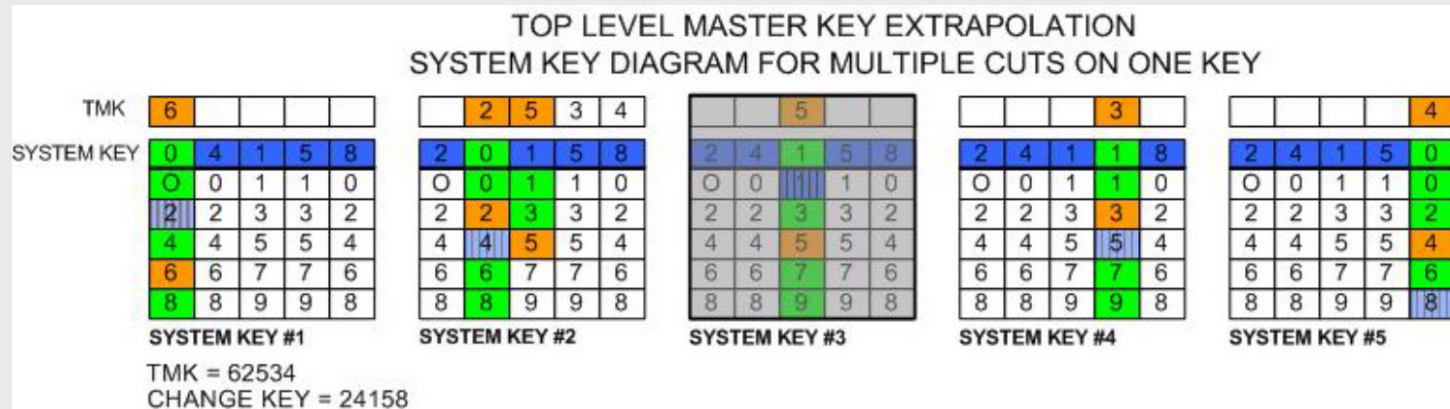 TOP LEVEL MASTER KEY EXTRAPOLATION
SYSTEM KEY DIAGRAM FOR MULTIPLE CUTS ON ONE KEY
TMK 6 2 5 3 4 5 3 4
SYSTEM KEY 0 4 1 5 8 2 0 1 5 8 2 4 1 5 8 2 4 1 1 8 2 4 1 5 0
O 0 1 1 0 O 0 1 1 0 O 0 1 1 2 O 0 1 1 0 O 0 1 1 0
2 2 3 3 2 2 2 3 3 2 2 2 3 3 2 2 2 3 3 2 2 2 3 3 2
4 4 5 5 4 4 4 5 5 4 4 4 5 5 4 4 4 5 5 4 4 4 5 5 4
6 6 7 7 6 6 6 7 7 6 6 6 7 7 6 6 6 7 7 6 6 6 7 7 6
8 8 9 9 8 8 8 9 9 8 8 8 9 9 8 8 8 9 9 8 8 8 9 9 8
SYSTEM KEY #1 SYSTEM KEY #2 SYSTEM KEY #3 SYSTEM KEY #4 SYSTEM KEY #5
TMK = 62534
CHANGE KEY = 24158